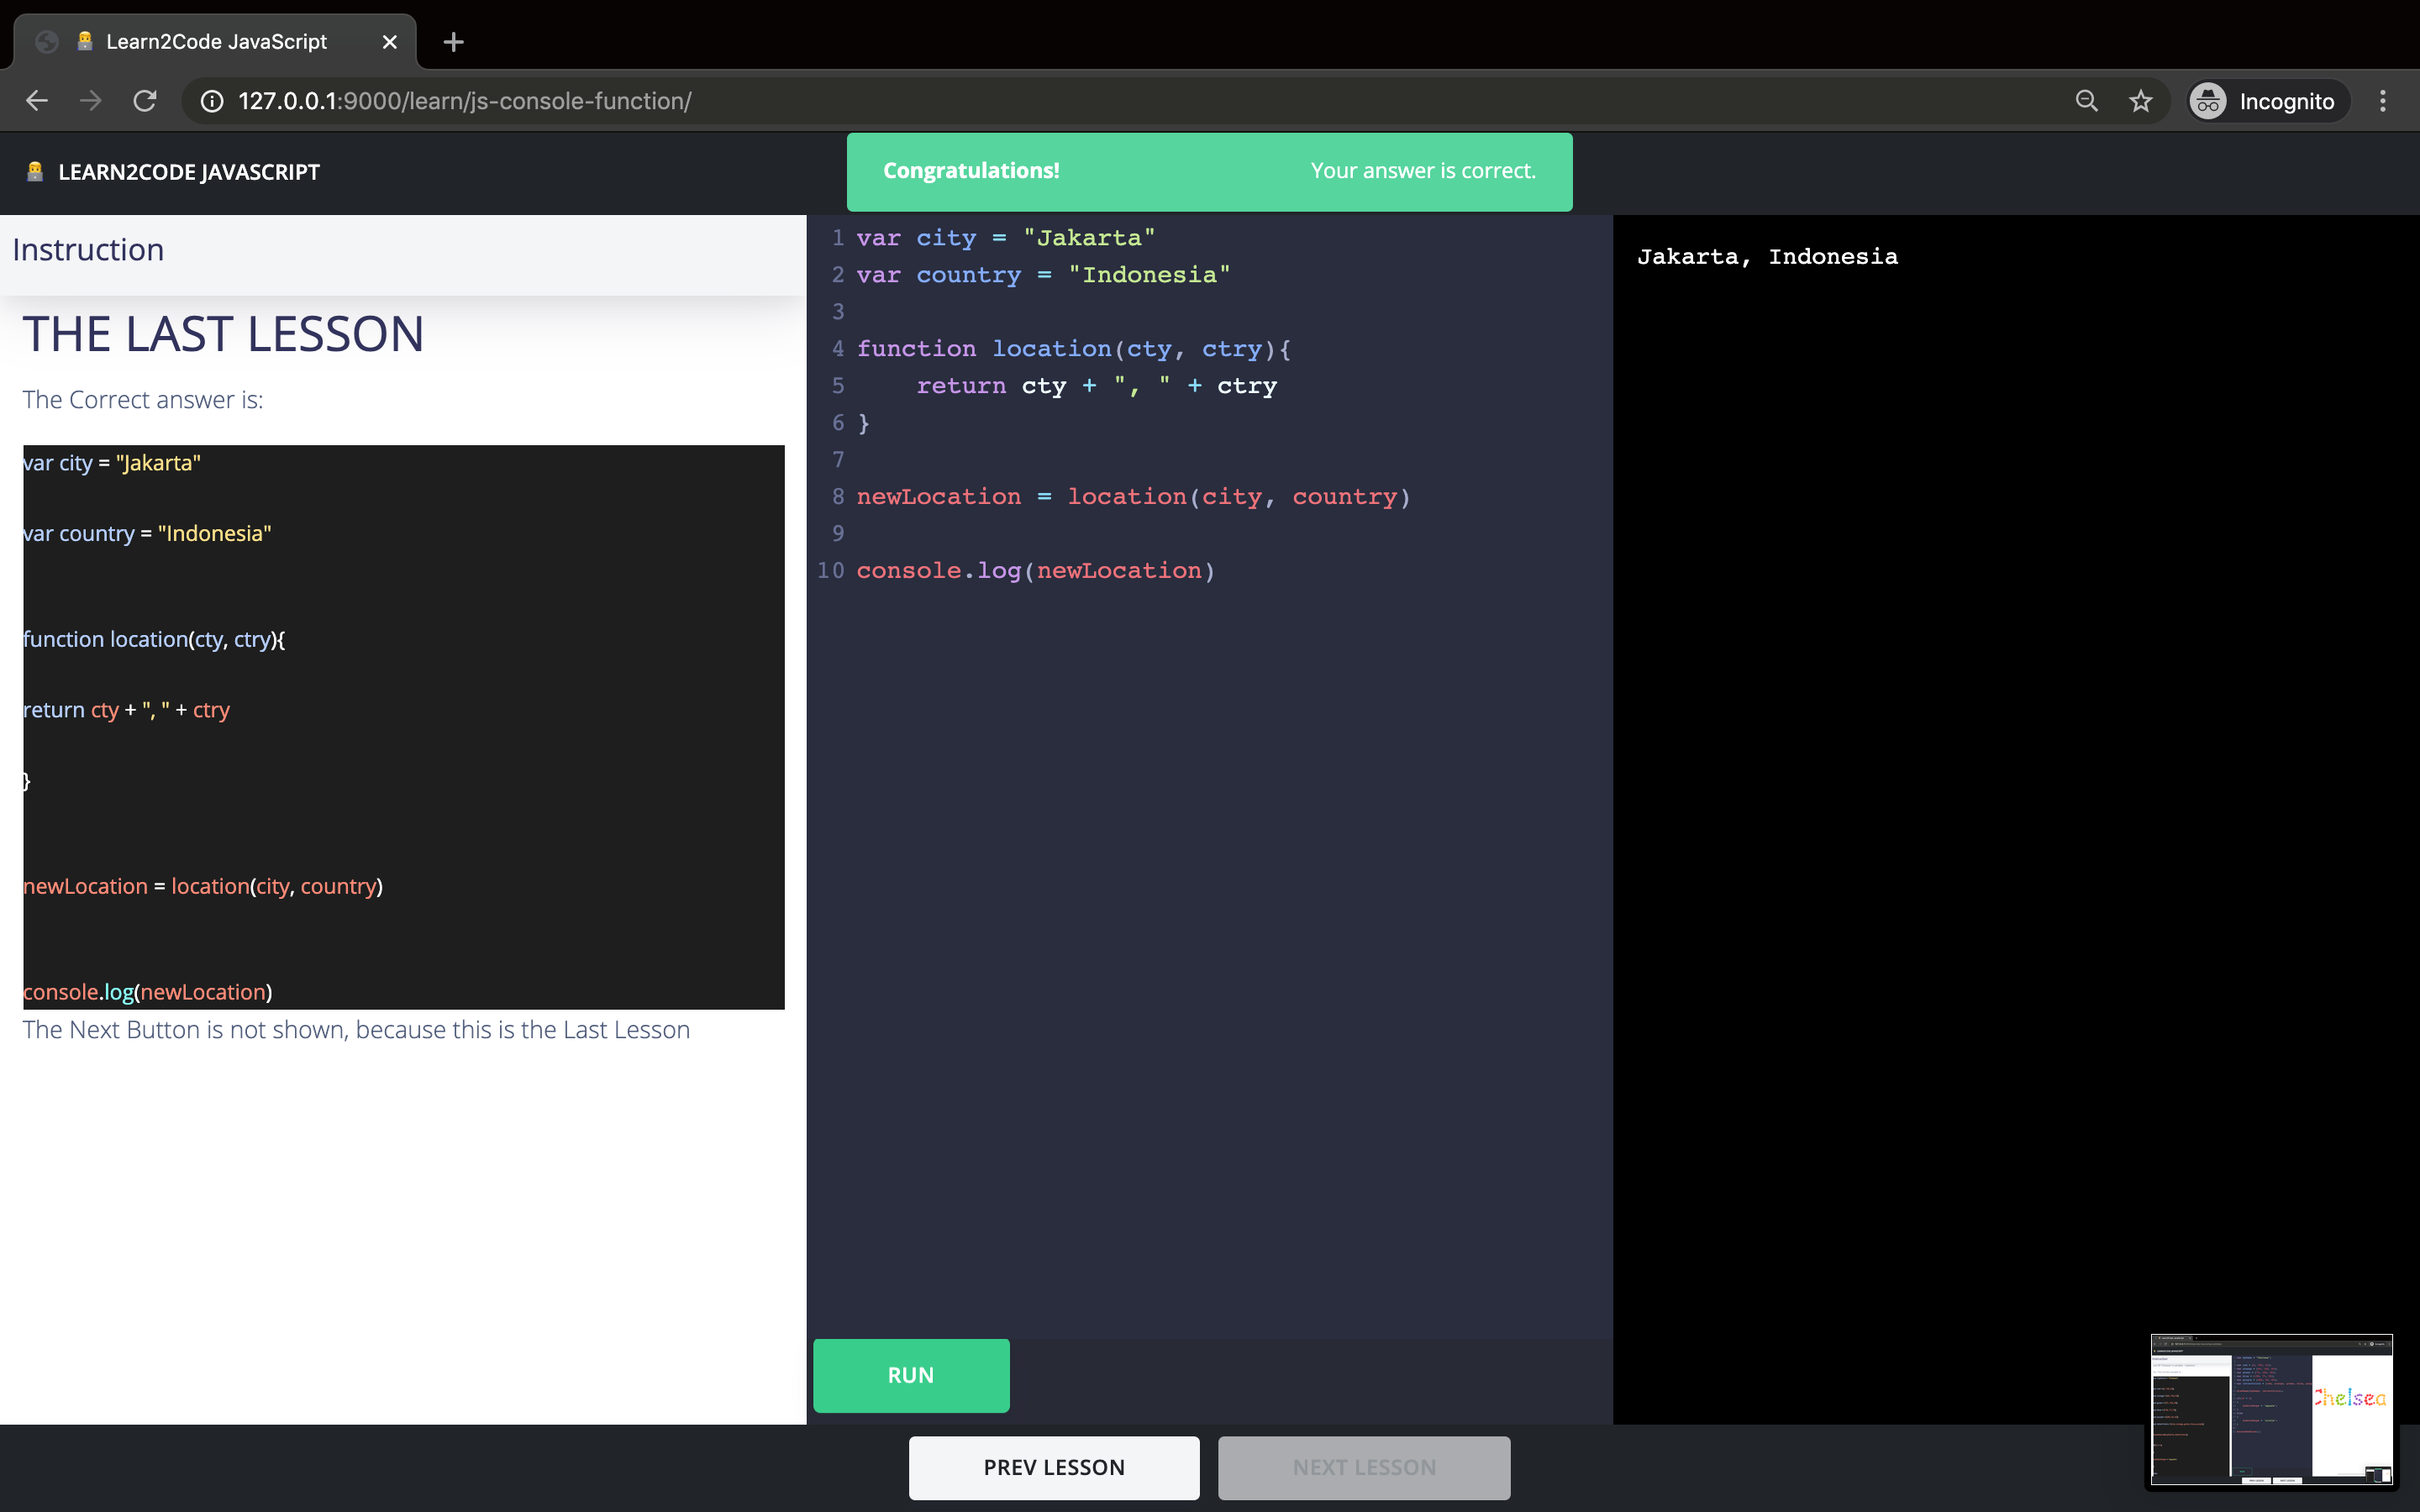 Learn2Code JavaScript
127.0.0.1:9000/learn/js-console-function/
Incognito
LEARN2CODE JAVASCRIPT
Congratulations! Your answer is correct.
Instruction
THE LAST LESSON
The Correct answer is:
var city = "Jakarta"
var country = "Indonesia"
function location(cty, ctry){
return cty + ", " + ctry
}
newLocation = location(city, country)
console.log(newLocation)
The Next Button is not shown, because this is the Last Lesson
1 var city = "Jakarta"
2 var country = "Indonesia"
3
4 function location(cty, ctry){
5 return cty + ", " + ctry
6 }
7
8 newLocation = location(city, country)
9
10 console.log(newLocation)
RUN
Jakarta, Indonesia
Chelsea
PREV LESSON
NEXT LESSON